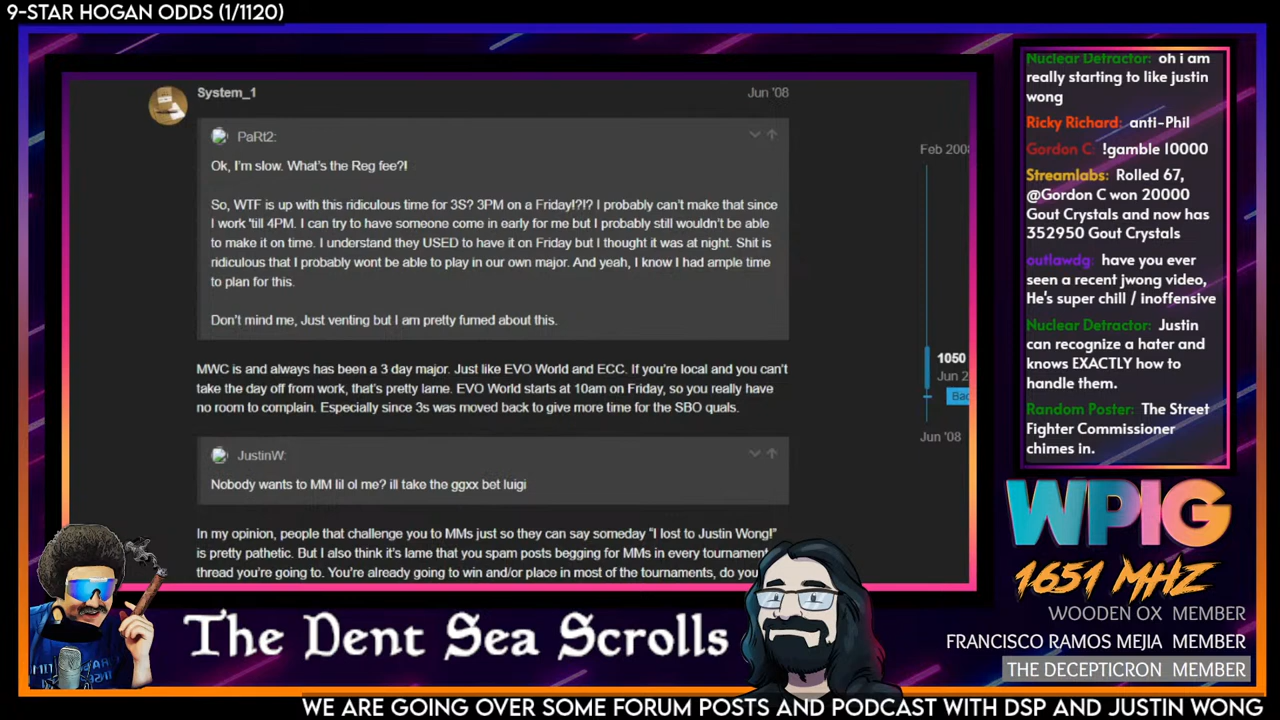 9-STAR HOGAN ODDS (1/1120)
System_1
Jun '08
PaRt2:
Ok, I'm slow. What's the Reg fee?!
So, WTF is up with this ridiculous time for 3S? 3PM on a Friday!?!? I probably can't make that since
I work 'till 4PM. I can try to have someone come in early for me but I probably still wouldn't be able
to make it on time. I understand they USED to have it on Friday but I thought it was at night. Shit is
ridiculous that I probably wont be able to play in our own major. And yeah, I know I had ample time
to plan for this.
Don't mind me, Just venting but I am pretty fumed about this.
MWC is and always has been a 3 day major. Just like EVO World and ECC. If you're local and you can't
take the day off from work, that's pretty lame. EVO World starts at 10am on Friday, so you really have
no room to complain. Especially since 3s was moved back to give more time for the SBO quals.
JustinW:
Nobody wants to MM lil ol me? ill take the ggxx bet luigi
In my opinion, people that challenge you to MMs just so they can say someday "I lost to Justin Wong!"
is pretty pathetic. But I also think it's lame that you spam posts begging for MMs in every tournament
thread you're going to. You're already going to win and/or place in most of the tournaments, do you
Feb 2008
1050
Jun 2
Bac
Jun '08
Nuclear Detractor: oh i am
really starting to like justin
wong
Ricky Richard: anti-Phil
Gordon C: !gamble 10000
Streamlabs: Rolled 67,
@Gordon C won 20000
Gout Crystals and now has
352950 Gout Crystals
outlawdg: have you ever
seen a recent jwong video,
He's super chill / inoffensive
Nuclear Detractor: Justin
can recognize a hater and
knows EXACTLY how to
handle them.
Random Poster: The Street
Fighter Commissioner
chimes in.
WPIG
1651 MHZ
WOODEN OX MEMBER
FRANCISCO RAMOS MEJIA MEMBER
THE DECEPTICRON MEMBER
The Dent Sea Scrolls
WE ARE GOING OVER SOME FORUM POSTS AND PODCAST WITH DSP AND JUSTIN WONG